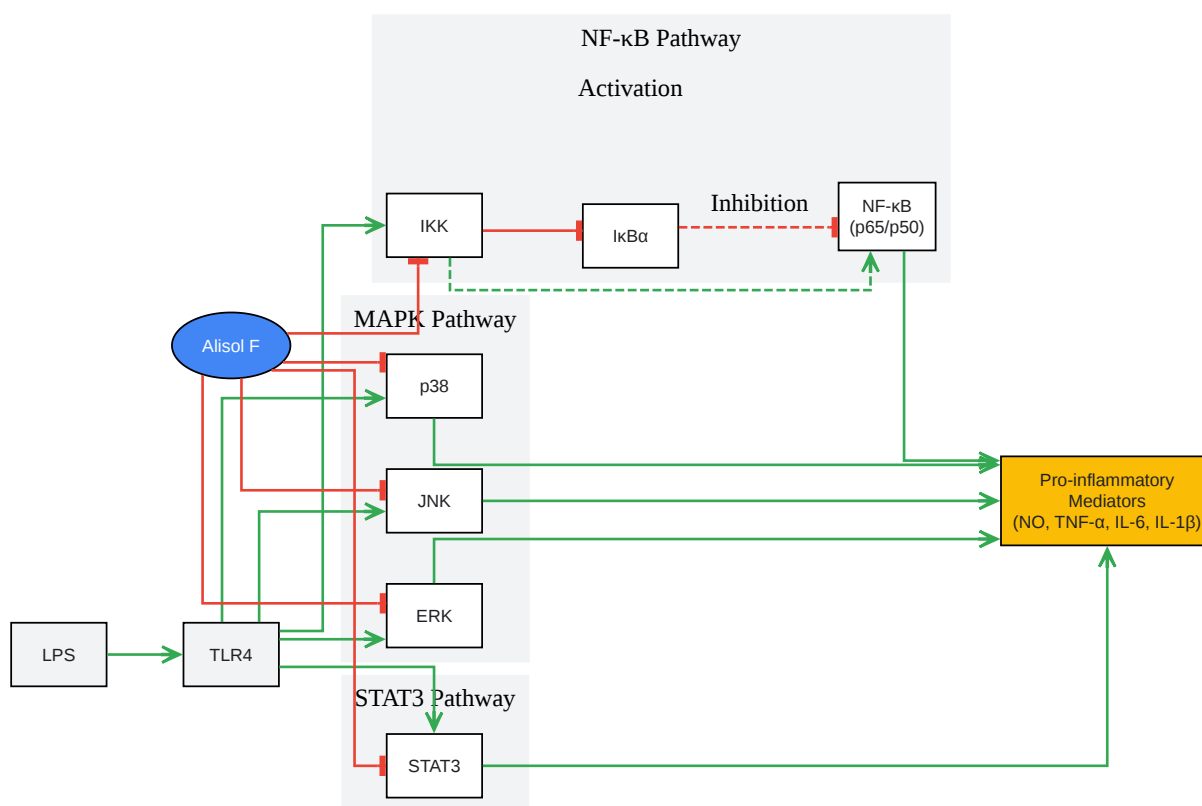 NF-κB Pathway
Activation
Inhibition
IKK
IκBα
NF-κB
(p65/p50)
MAPK Pathway
Alisol F
p38
JNK
ERK
Pro-inflammatory
Mediators
(NO, TNF-α, IL-6, IL-1β)
LPS
TLR4
STAT3 Pathway
STAT3